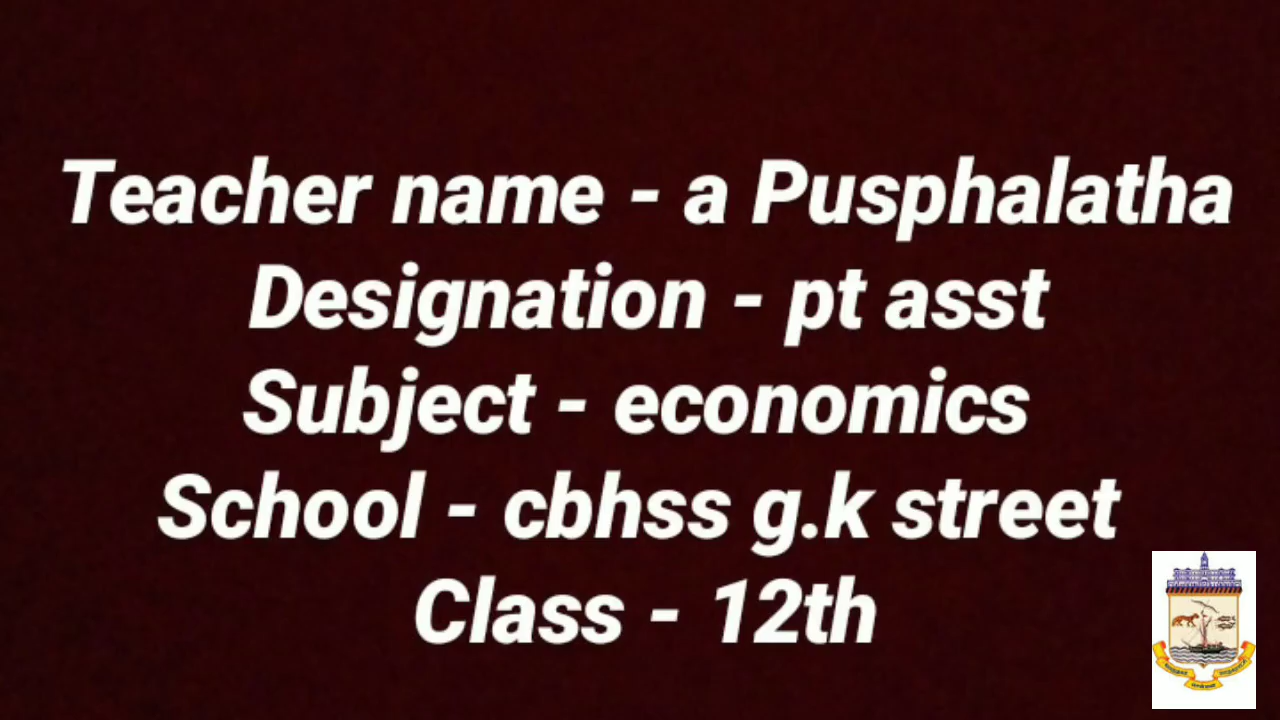 Teacher name - a Pusphalatha
Designation - pt asst
Subject - economics
School - cbhss g.k street
Class - 12th